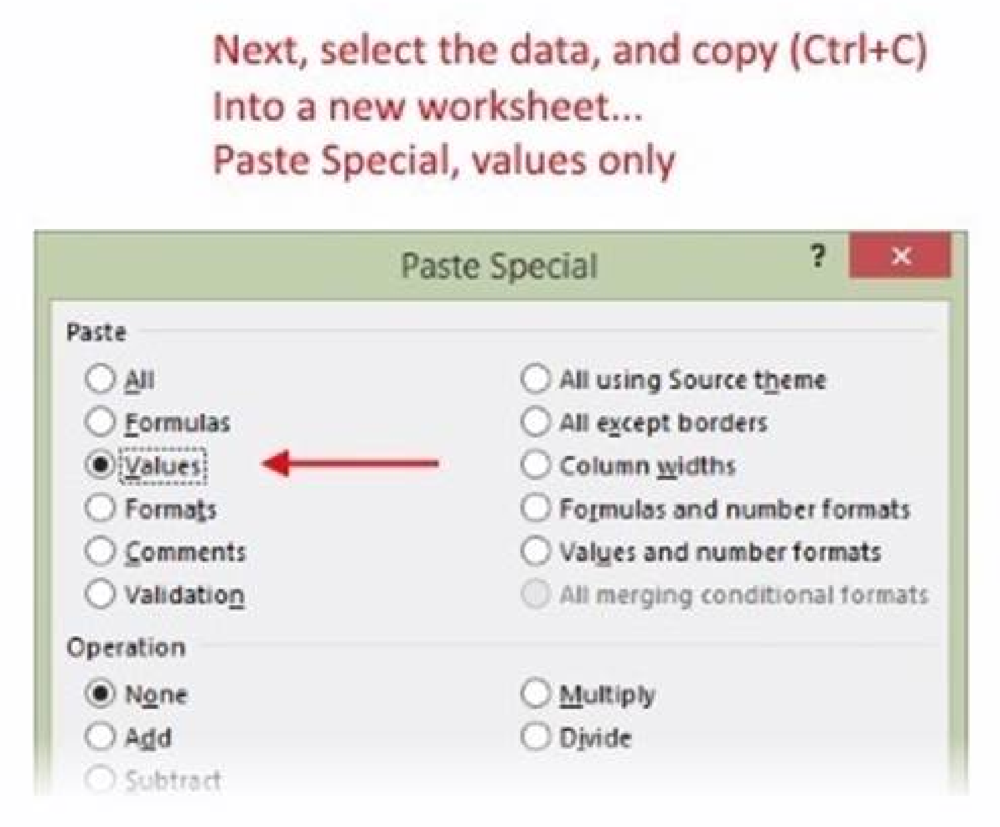 Next, select the data, and copy (Ctrl+C)
Into a new worksheet...
Paste Special, values only
Paste Special ? x
Paste
All
Formulas
Values
Formats
Comments
Validation
All using Source theme
All except borders
Column widths
Formulas and number formats
Values and number formats
All merging conditional formats
Operation
None
Add
Subtract
Multiply
Divide